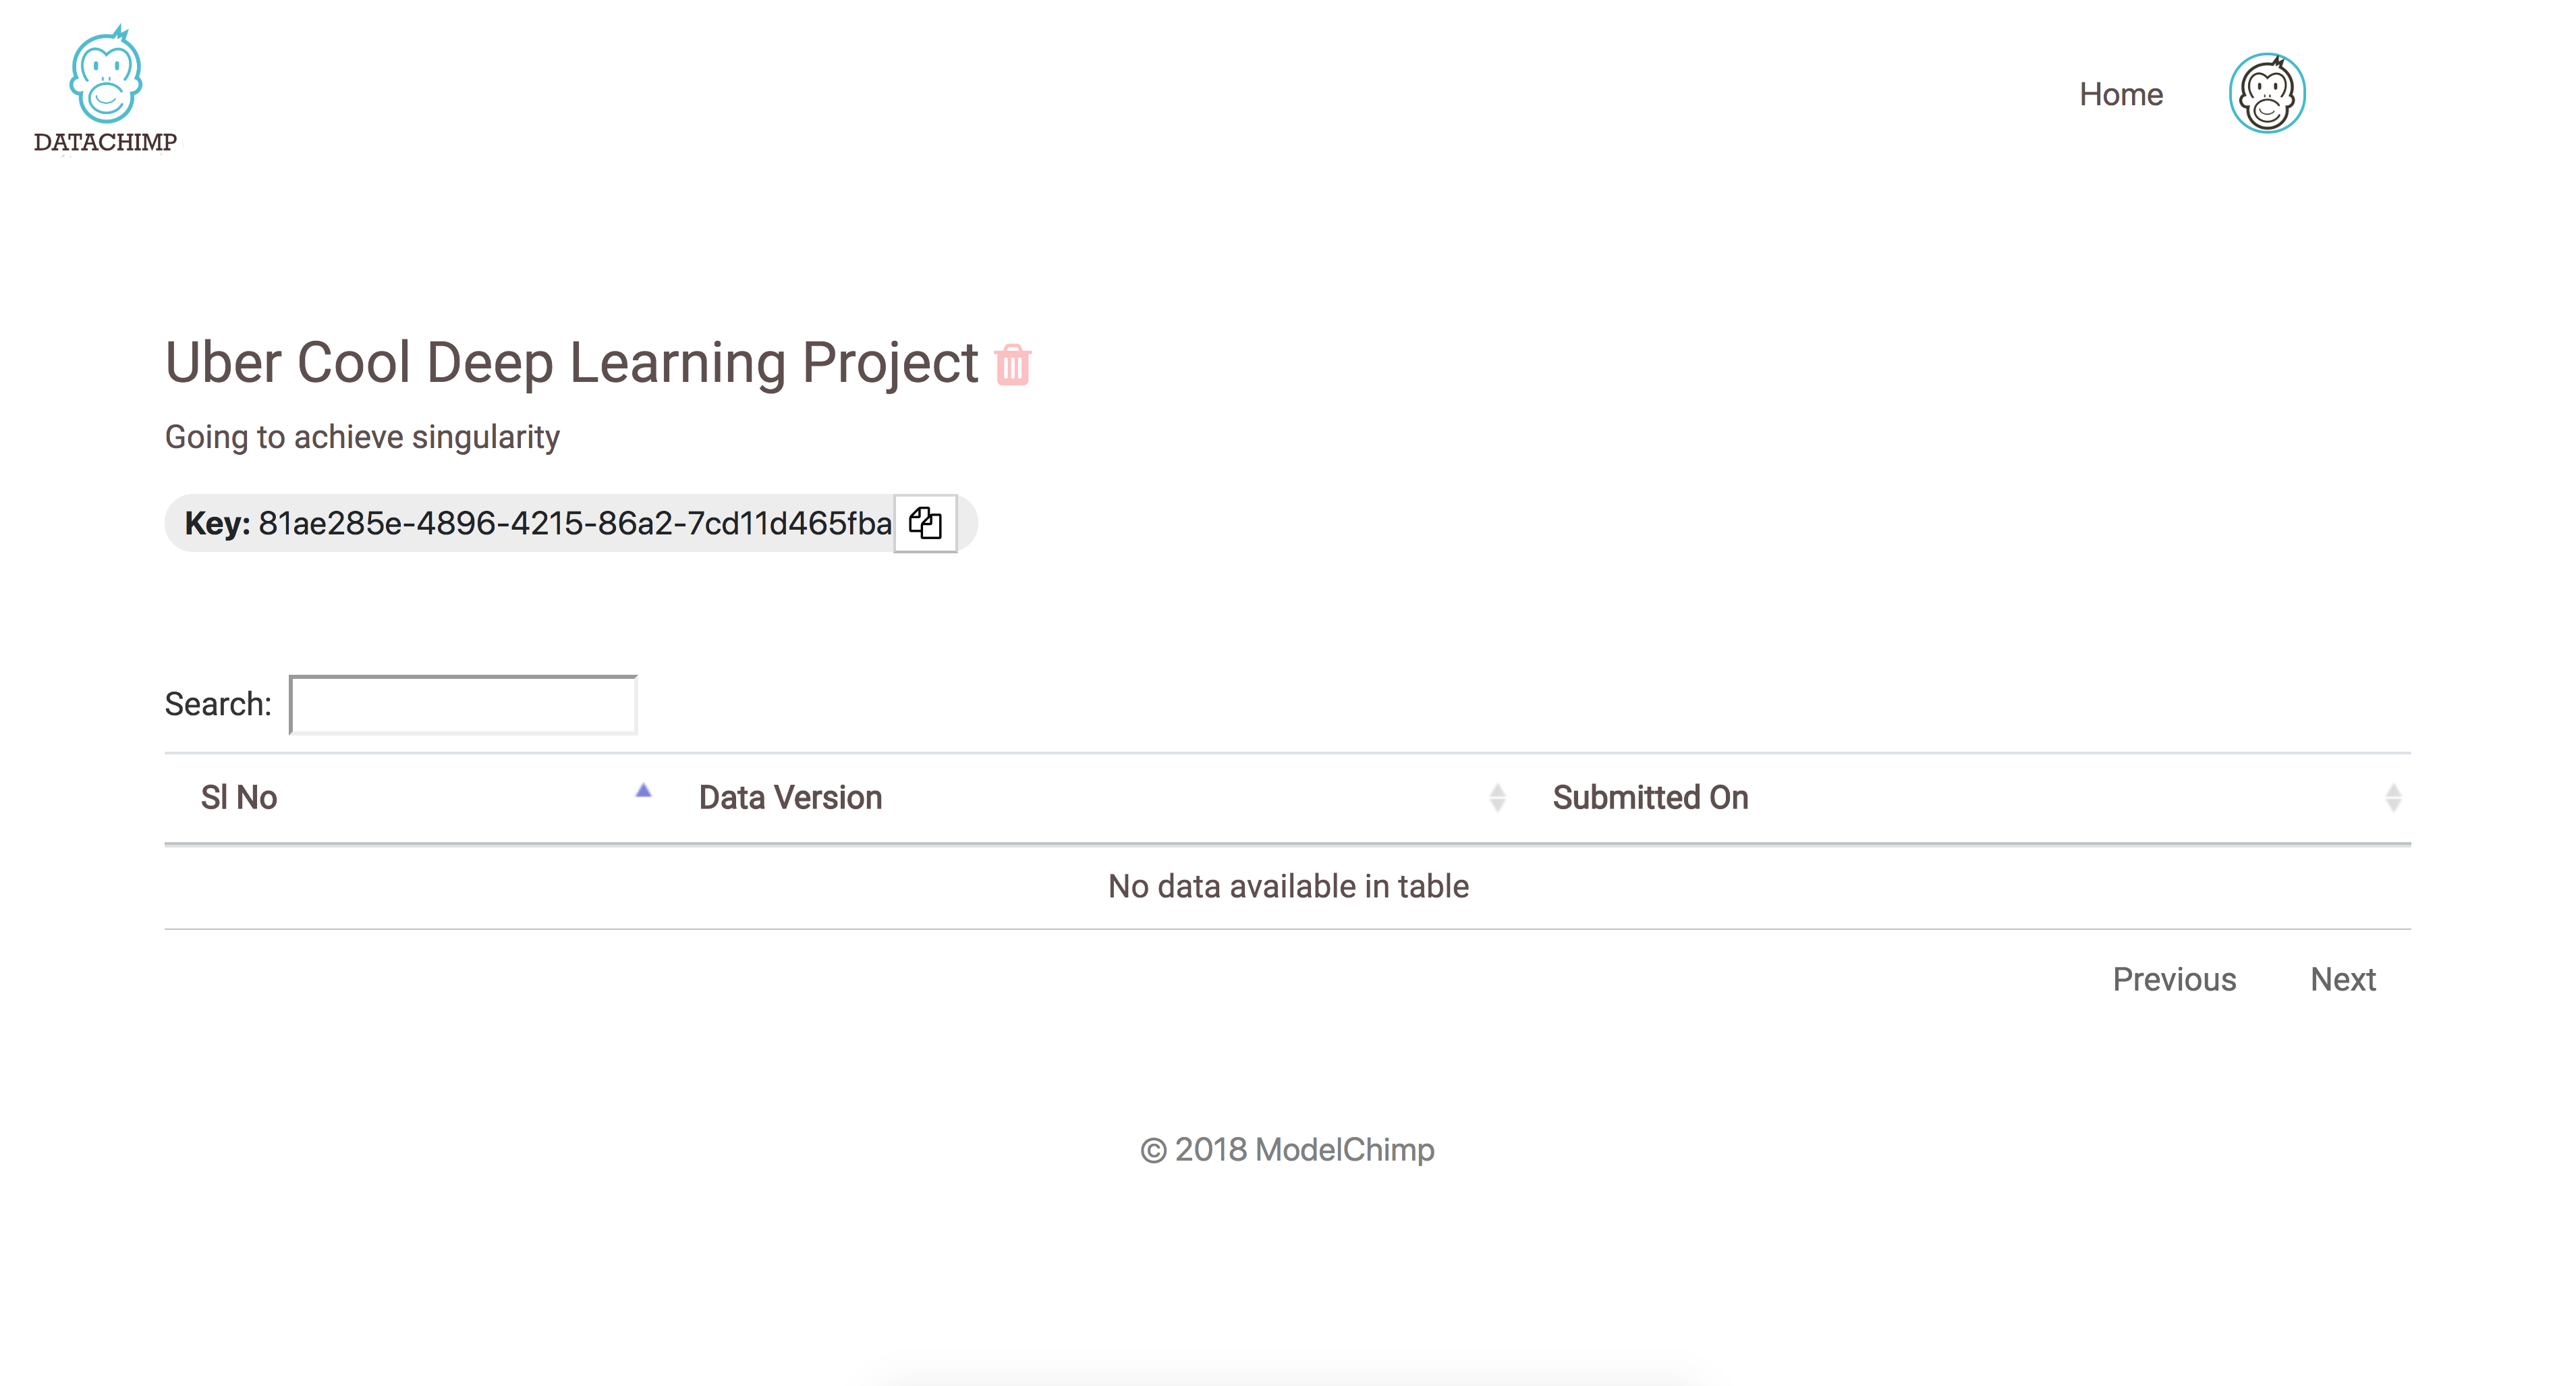 DATACHIMP
Home
Uber Cool Deep Learning Project
Going to achieve singularity
Key: 81ae285e-4896-4215-86a2-7cd11d465fba
Search:
Sl No Data Version Submitted On
No data available in table
Previous Next
© 2018 ModelChimp